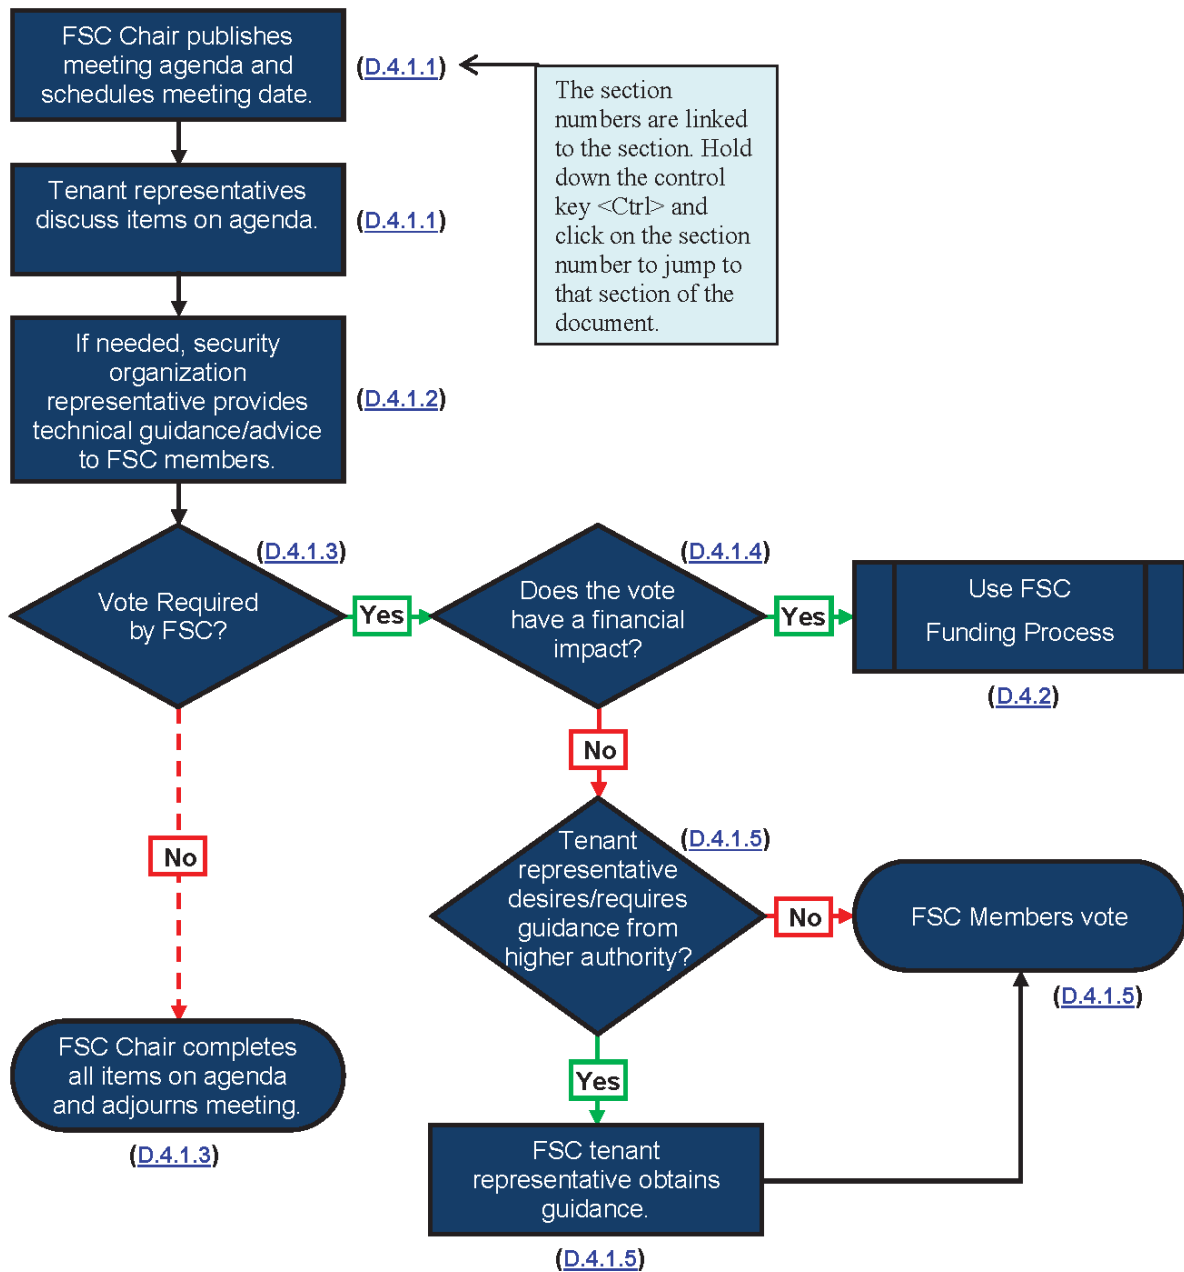 FSC Chair publishes
meeting agenda and
schedules meeting date.
(D.4.1.1)
The section
numbers are linked
to the section. Hold
down the control
key <Ctrl> and
click on the section
number to jump to
that section of the
document.
Tenant representatives
discuss items on agenda.
(D.4.1.1)
If needed, security
organization
representative provides
technical guidance/advice
to FSC members.
(D.4.1.2)
Vote Required
by FSC?
(D.4.1.3)
Yes
Does the vote
have a financial
impact?
(D.4.1.4)
Yes
Use FSC
Funding Process
(D.4.2)
No
No
Tenant
representative
desires/requires
guidance from
higher authority?
(D.4.1.5)
No
FSC Members vote
(D.4.1.5)
FSC Chair completes
all items on agenda
and adjourns meeting.
(D.4.1.3)
Yes
FSC tenant
representative obtains
guidance.
(D.4.1.5)